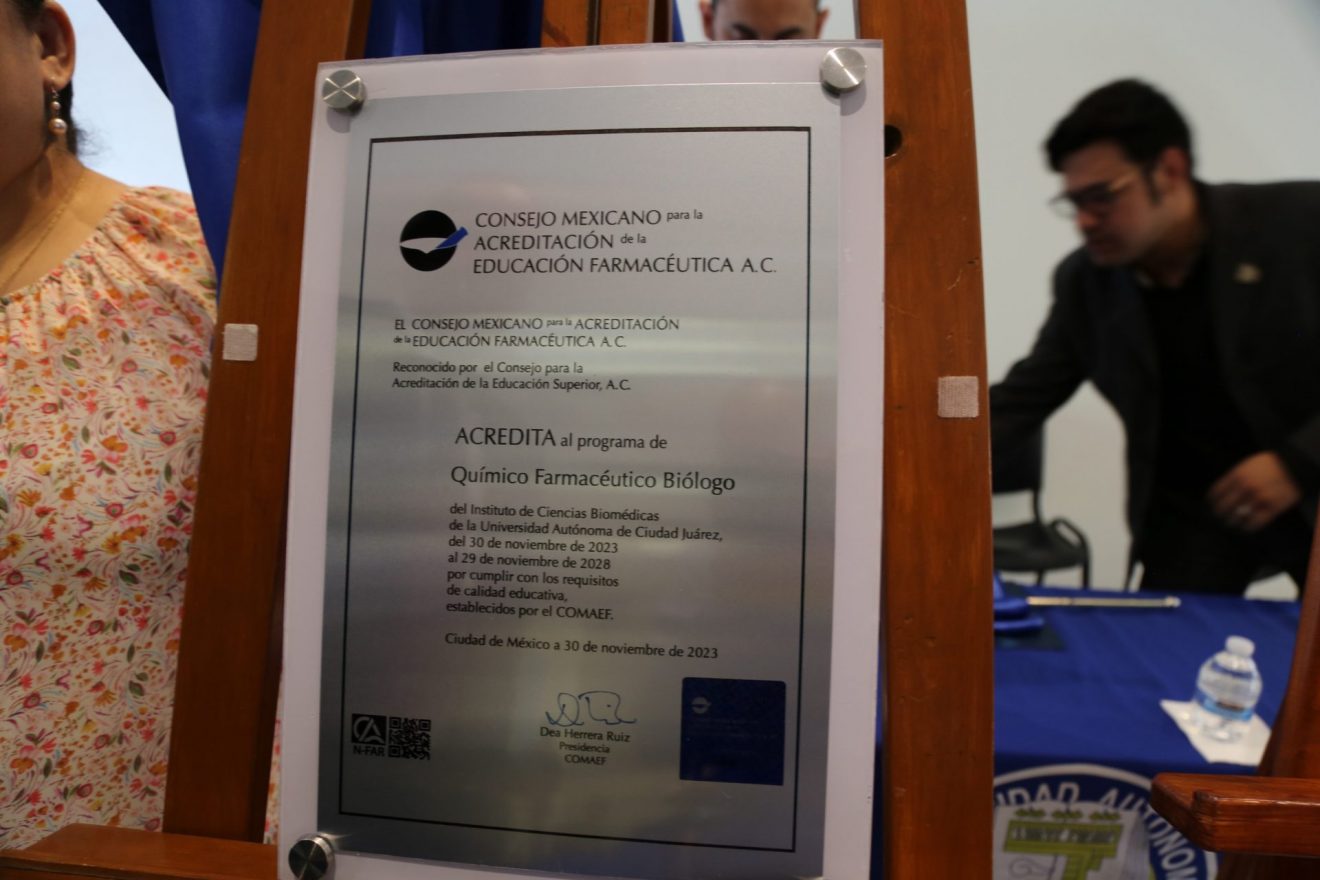 CONSEJO MEXICANO para la
ACREDITACIÓN de la
EDUCACIÓN FARMACÉUTICA A.C.
EL CONSEJO MEXICANO para la ACREDITACIÓN
de la EDUCACIÓN FARMACÉUTICA A.C.
Reconocido por el Consejo para la
Acreditación de la Educación Superior, A.C.
ACREDITA al programa de
Químico Farmacéutico Biólogo
del Instituto de Ciencias Biomédicas
de la Universidad Autónoma de Ciudad Juárez,
del 30 de noviembre de 2023
al 29 de noviembre de 2028
por cumplir con los requisitos
de calidad educativa,
establecidos por el COMAEF.
Ciudad de México a 30 de noviembre de 2023
N-FAR
Dea Herrera Ruiz
Presidencia
COMAEF
IDAD AUTÓNOM